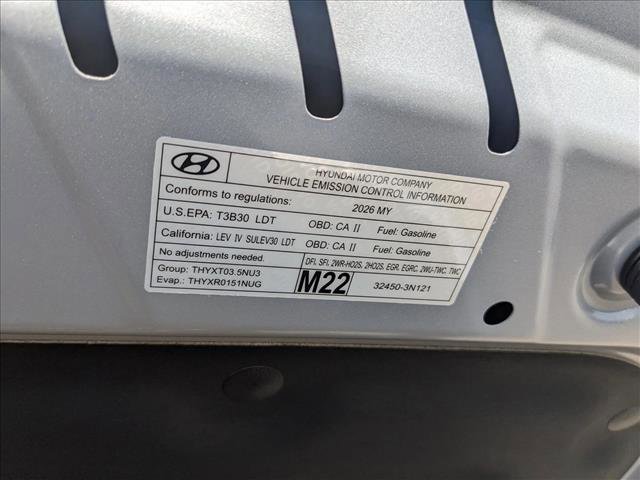 HYUNDAI MOTOR COMPANY
VEHICLE EMISSION CONTROL INFORMATION
Conforms to regulations: 2026 MY
U.S.EPA: T3B30 LDT OBD: CA II Fuel: Gasoline
California: LEV IV SULEV30 LDT OBD: CA II Fuel: Gasoline
No adjustments needed. DFI, SFI, 2WR-HO2S, 2HO2S, EGR, EGRC, 2WU-TWC, TWC
Group: THYXT03.5NU3
Evap.: THYXR0151NUG
M22 32450-3N121